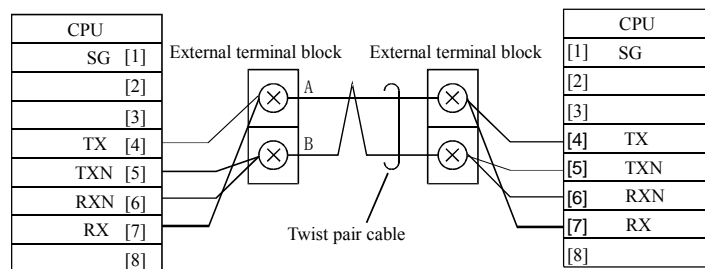 CPU
SG [1]
[2]
[3]
TX [4]
TXN [5]
RXN [6]
RX [7]
[8]
External terminal block
A
B
External terminal block
Twist pair cable
CPU
[1] SG
[2]
[3]
[4] TX
[5] TXN
[6] RXN
[7] RX
[8]